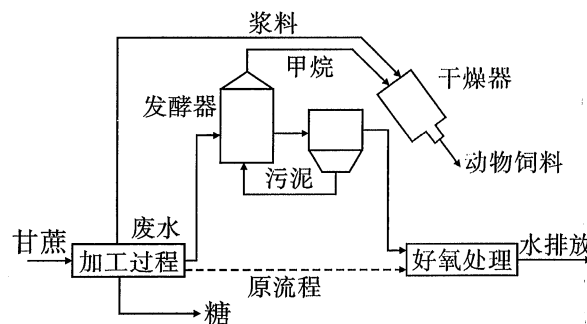 浆料
甲烷
干燥器
发酵器
污泥
动物饲料
废水
甘蔗
加工过程
原流程
好氧处理
水排放
糖